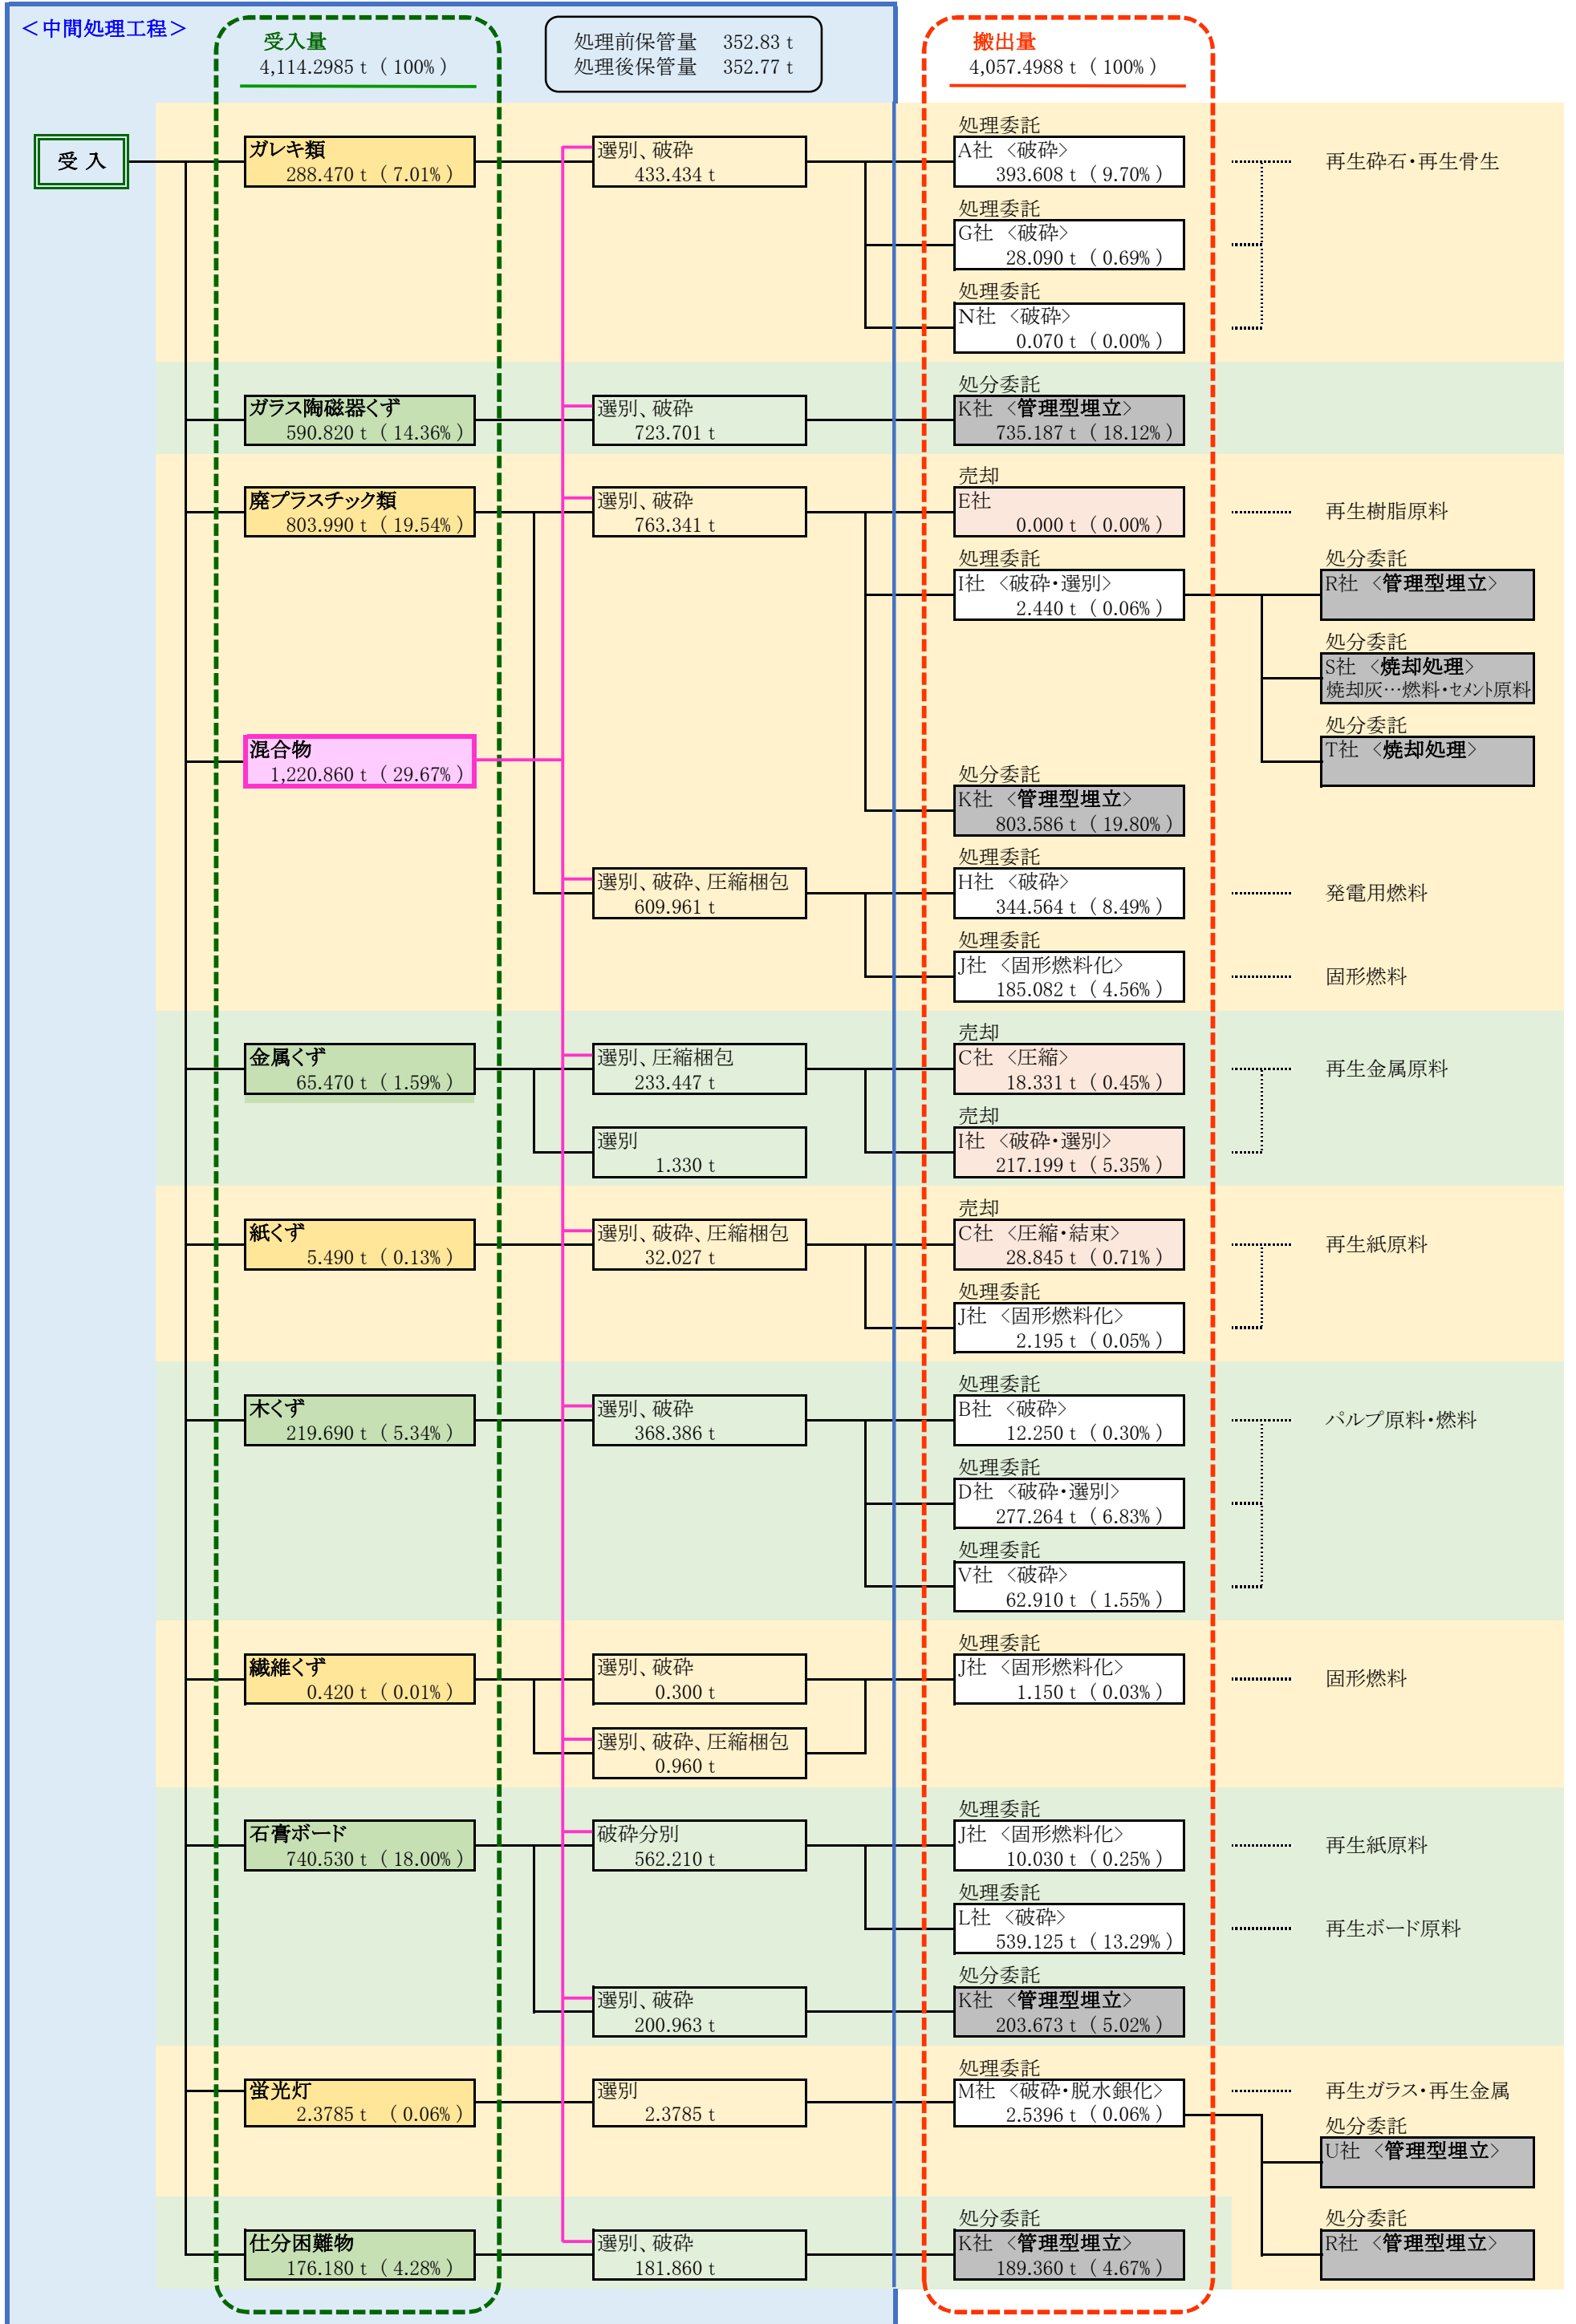 ＜中間処理工程＞
受入量
4,114.2985 t ( 100% )
処理前保管量 352.83 t
処理後保管量 352.77 t
搬出量
4,057.4988 t ( 100% )
受 入
ガレキ類
288.470 t ( 7.01% )
選別、破砕
433.434 t
処理委託
A社 <破砕>
393.608 t ( 9.70% )
再生砕石・再生骨生
処理委託
G社 <破砕>
28.090 t ( 0.69% )
処理委託
N社 <破砕>
0.070 t ( 0.00% )
ガラス陶磁器くず
590.820 t ( 14.36% )
選別、破砕
723.701 t
処分委託
K社 <管理型埋立>
735.187 t ( 18.12% )
廃プラスチック類
803.990 t ( 19.54% )
選別、破砕
763.341 t
売却
E社
0.000 t ( 0.00% )
再生樹脂原料
処理委託
I社 <破砕・選別>
2.440 t ( 0.06% )
処分委託
R社 <管理型埋立>
処分委託
S社 <焼却処理>
焼却灰…燃料・セメント原料
処分委託
T社 <焼却処理>
混合物
1,220.860 t ( 29.67% )
処分委託
K社 <管理型埋立>
803.586 t ( 19.80% )
選別、破砕、圧縮梱包
609.961 t
処理委託
H社 <破砕>
344.564 t ( 8.49% )
発電用燃料
処理委託
J社 <固形燃料化>
185.082 t ( 4.56% )
固形燃料
金属くず
65.470 t ( 1.59% )
選別、圧縮梱包
233.447 t
売却
C社 <圧縮>
18.331 t ( 0.45% )
再生金属原料
選別
1.330 t
売却
I社 <破砕・選別>
217.199 t ( 5.35% )
紙くず
5.490 t ( 0.13% )
選別、破砕、圧縮梱包
32.027 t
売却
C社 <圧縮・結束>
28.845 t ( 0.71% )
再生紙原料
処理委託
J社 <固形燃料化>
2.195 t ( 0.05% )
木くず
219.690 t ( 5.34% )
選別、破砕
368.386 t
処理委託
B社 <破砕>
12.250 t ( 0.30% )
パルプ原料・燃料
処理委託
D社 <破砕・選別>
277.264 t ( 6.83% )
処理委託
V社 <破砕>
62.910 t ( 1.55% )
繊維くず
0.420 t ( 0.01% )
選別、破砕
0.300 t
処理委託
J社 <固形燃料化>
1.150 t ( 0.03% )
固形燃料
選別、破砕、圧縮梱包
0.960 t
石膏ボード
740.530 t ( 18.00% )
破砕分別
562.210 t
処理委託
J社 <固形燃料化>
10.030 t ( 0.25% )
再生紙原料
処理委託
L社 <破砕>
539.125 t ( 13.29% )
再生ボード原料
選別、破砕
200.963 t
処分委託
K社 <管理型埋立>
203.673 t ( 5.02% )
蛍光灯
2.3785 t ( 0.06% )
選別
2.3785 t
処理委託
M社 <破砕・脱水銀化>
2.5396 t ( 0.06% )
再生ガラス・再生金属
処分委託
U社 <管理型埋立>
仕分困難物
176.180 t ( 4.28% )
選別、破砕
181.860 t
処分委託
K社 <管理型埋立>
189.360 t ( 4.67% )
処分委託
R社 <管理型埋立>